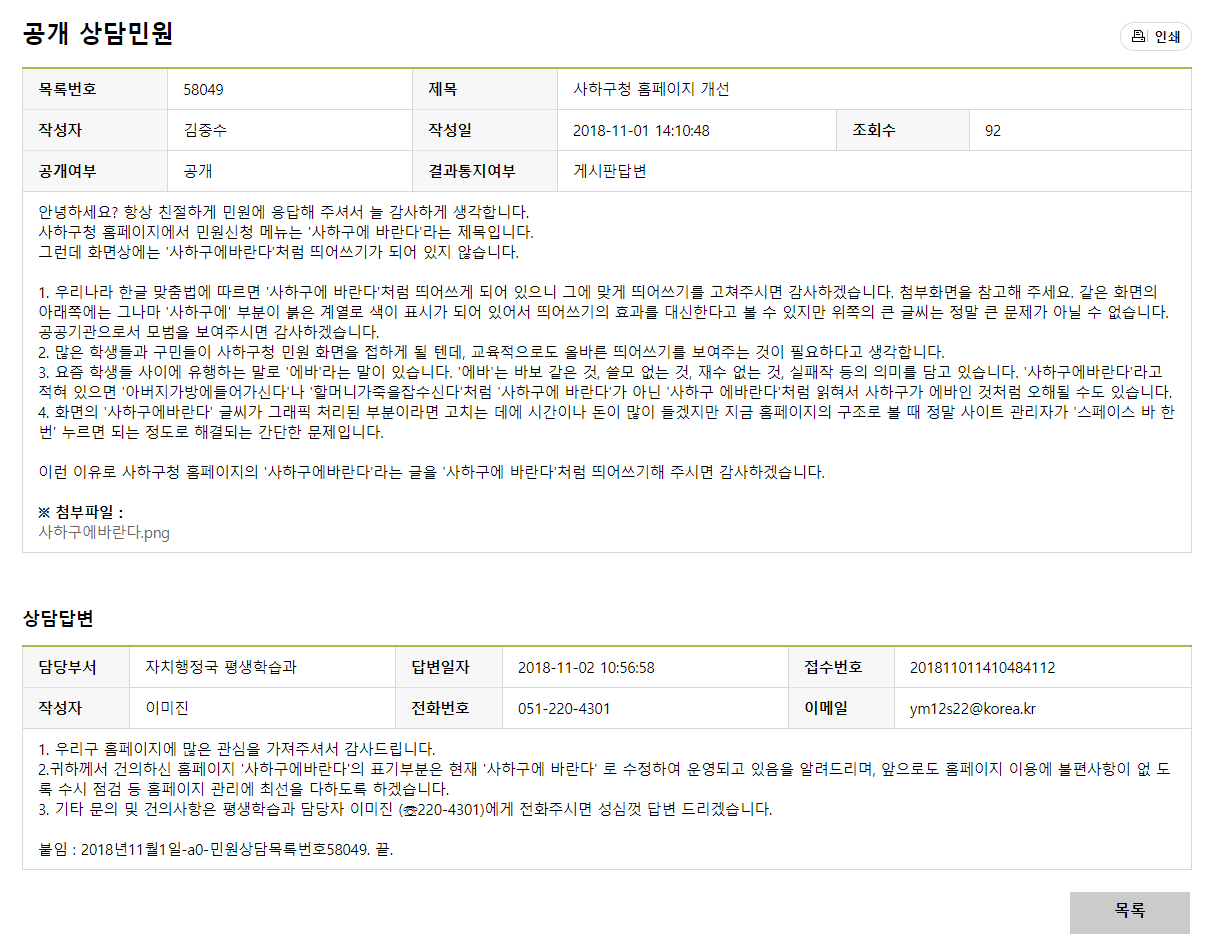 공개 상담민원
인쇄
목록번호 58049 제목 사하구청 홈페이지 개선
작성자 김중수 작성일 2018-11-01 14:10:48 조회수 92
공개여부 공개 결과통지여부 게시판답변
안녕하세요? 항상 친절하게 민원에 응답해 주셔서 늘 감사하게 생각합니다.
사하구청 홈페이지에서 민원신청 메뉴는 '사하구에 바란다'라는 제목입니다.
그런데 화면상에는 '사하구에바란다'처럼 띄어쓰기가 되어 있지 않습니다.
1. 우리나라 한글 맞춤법에 따르면 '사하구에 바란다'처럼 띄어쓰게 되어 있으니 그에 맞게 띄어쓰기를 고쳐주시면 감사하겠습니다. 첨부화면을 참고해 주세요. 같은 화면의
아래쪽에는 그나마 '사하구에' 부분이 붉은 계열로 색이 표시가 되어 있어서 띄어쓰기의 효과를 대신한다고 볼 수 있지만 위쪽의 큰 글씨는 정말 큰 문제가 아닐 수 없습니다.
공공기관으로서 모범을 보여주시면 감사하겠습니다.
2. 많은 학생들과 구민들이 사하구청 민원 화면을 접하게 될 텐데, 교육적으로도 올바른 띄어쓰기를 보여주는 것이 필요하다고 생각합니다.
3. 요즘 학생들 사이에 유행하는 말로 '에바'라는 말이 있습니다. '에바'는 바보 같은 것, 쓸모 없는 것, 재수 없는 것, 실패작 등의 의미를 담고 있습니다. '사하구에바란다'라고
적혀 있으면 '아버지가방에들어가신다'나 '할머니가죽을잡수신다'처럼 '사하구에 바란다'가 아닌 '사하구 에바란다'처럼 읽혀서 사하구가 에바인 것처럼 오해될 수도 있습니다.
4. 화면의 '사하구에바란다' 글씨가 그래픽 처리된 부분이라면 고치는 데에 시간이나 돈이 많이 들겠지만 지금 홈페이지의 구조로 볼 때 정말 사이트 관리자가 '스페이스 바 한
번' 누르면 되는 정도로 해결되는 간단한 문제입니다.
이런 이유로 사하구청 홈페이지의 '사하구에바란다'라는 글을 '사하구에 바란다'처럼 띄어쓰기해 주시면 감사하겠습니다.
※ 첨부파일 :
사하구에바란다.png
상담답변
담당부서 자치행정국 평생학습과 답변일자 2018-11-02 10:56:58 접수번호 201811011410484112
작성자 이미진 전화번호 051-220-4301 이메일 ym12s22@korea.kr
1. 우리구 홈페이지에 많은 관심을 가져주셔서 감사드립니다.
2.귀하께서 건의하신 홈페이지 '사하구에바란다'의 표기부분은 현재 '사하구에 바란다' 로 수정하여 운영되고 있음을 알려드리며, 앞으로도 홈페이지 이용에 불편사항이 없 도
록 수시 점검 등 홈페이지 관리에 최선을 다하도록 하겠습니다.
3. 기타 문의 및 건의사항은 평생학습과 담당자 이미진 (☏220-4301)에게 전화주시면 성심껏 답변 드리겠습니다.
붙임 : 2018년11월1일-a0-민원상담목록번호58049. 끝.
목록